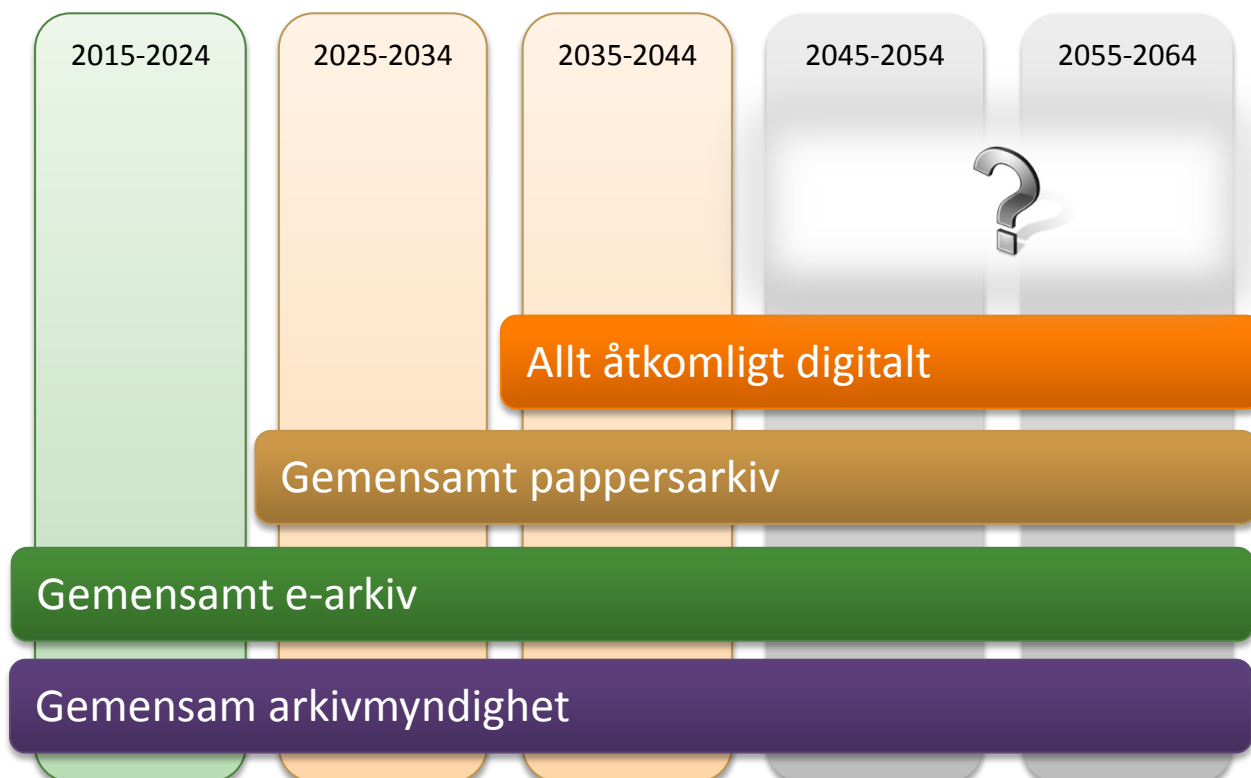 2015-2024
2025-2034
2035-2044
2045-2054
2055-2064
?
Allt åtkomligt digitalt
Gemensamt pappersarkiv
Gemensamt e-arkiv
Gemensam arkivmyndighet